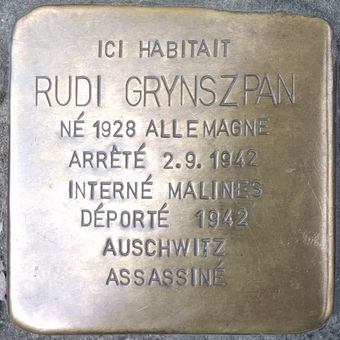 ICI HABITAIT
RUDI GRYNSZPAN
NÉ 1928 ALLEMAGNE
ARRÊTÉ 2.9.1942
INTERNÉ MALINES
DÉPORTÉ 1942
AUSCHWITZ
ASSASSINÉ